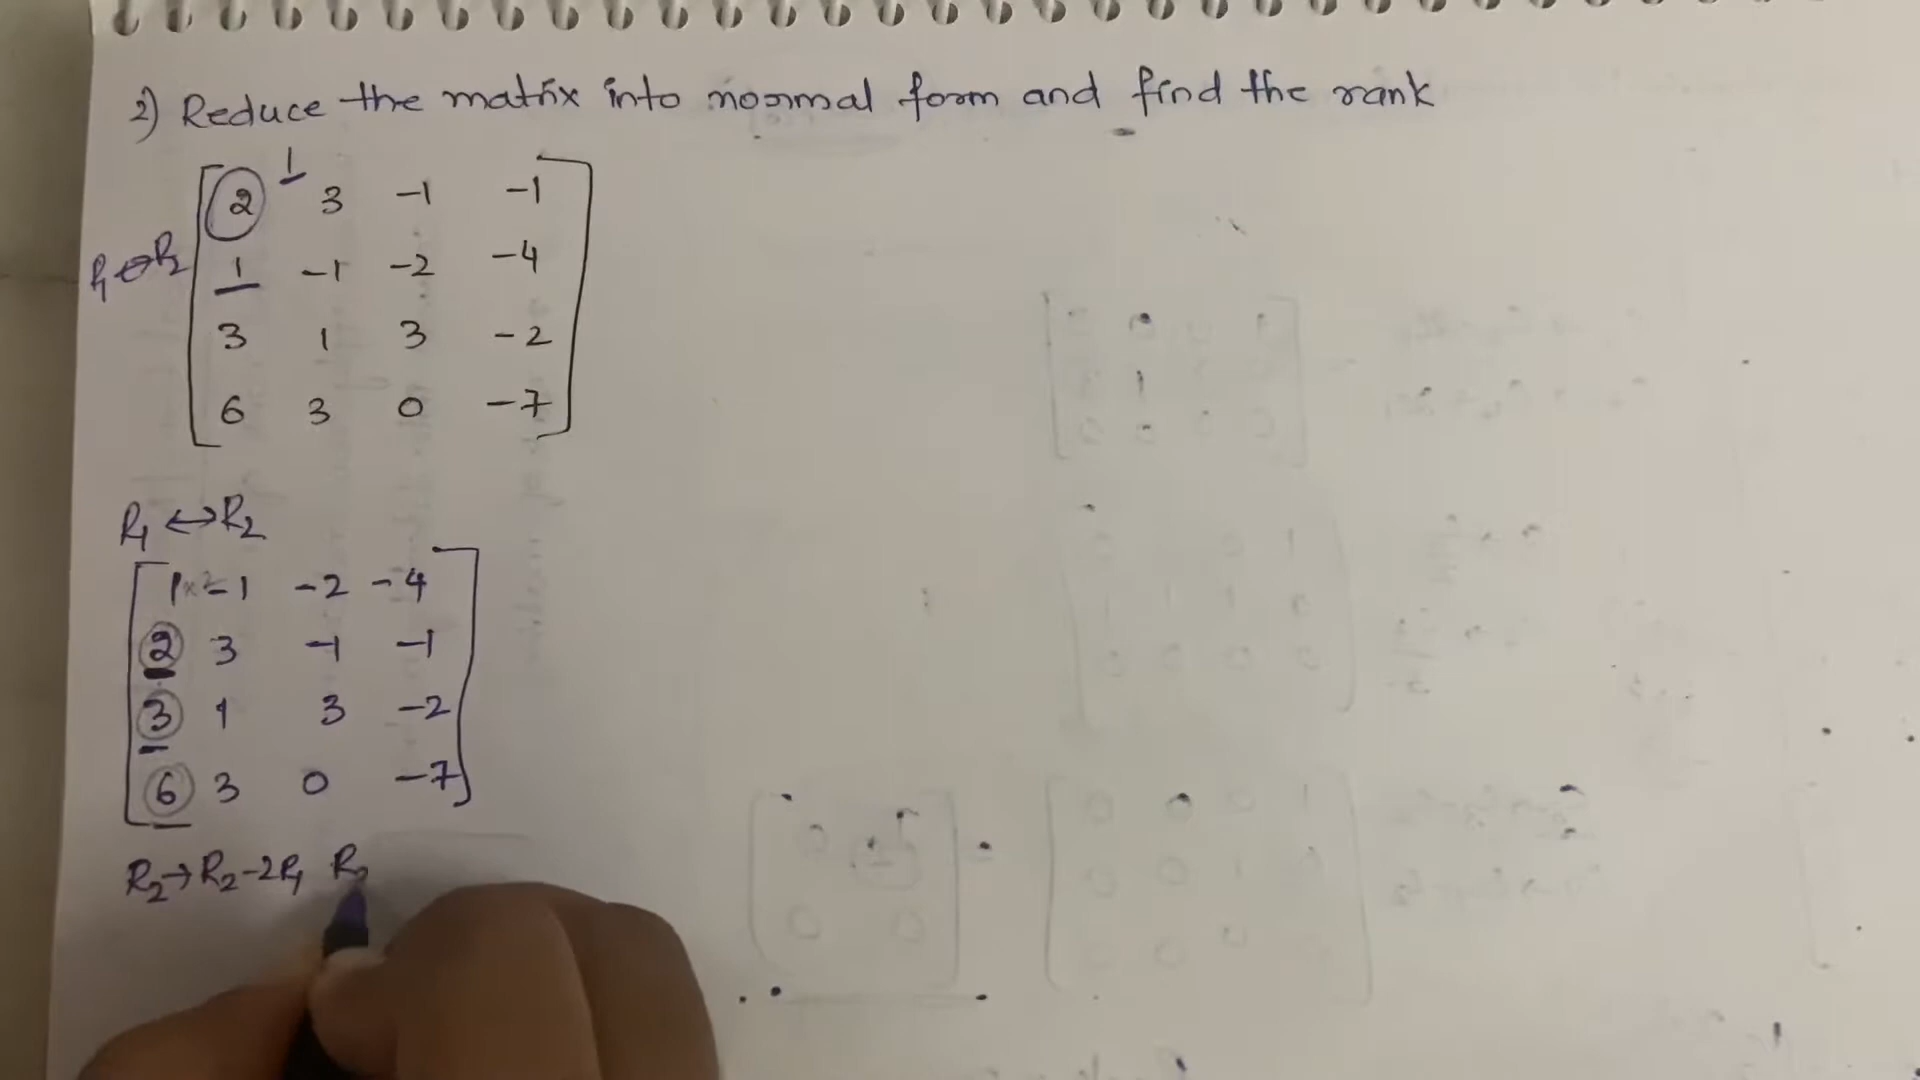 2) Reduce the matrix into normal form and find the rank
1
2 3 -1 -1
R1 ↔ R2 1 -1 -2 -4
3 1 3 -2
6 3 0 -7
R1 ↔ R2
1 x2 -1 -2 -4
2 3 -1 -1
3 1 3 -2
6 3 0 -7
R2 → R2 - 2R1 R3